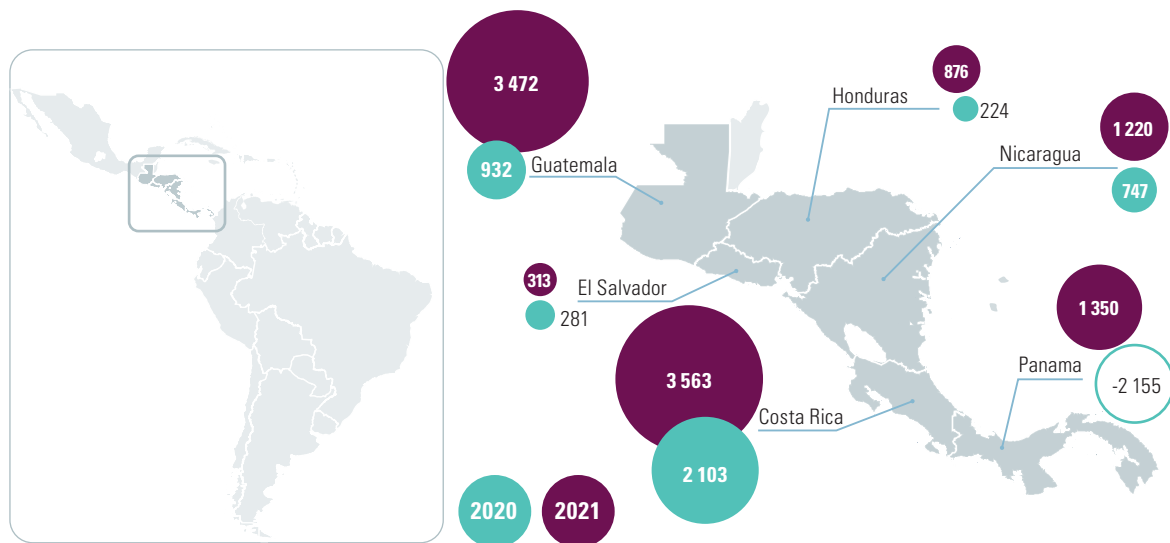 3 472
932
Guatemala
Honduras
876
224
Nicaragua
1 220
747
313
El Salvador
281
3 563
Costa Rica
2 103
1 350
Panama
-2 155
2020
2021